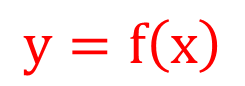 y = f(x)